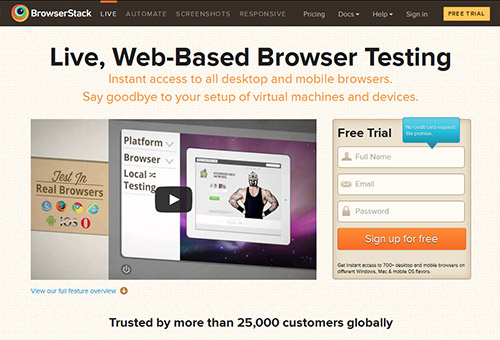 BrowserStack LIVE AUTOMATE SCREENSHOTS RESPONSIVE Pricing Docs Help Sign in FREE TRIAL
Live, Web-Based Browser Testing
Instant access to all desktop and mobile browsers.
Say goodbye to your setup of virtual machines and devices.
Test In
Real Browsers
iOS
Platform
Browser
Local
Testing
Free Trial
No credit card required.
We promise.
Full Name
Email
Password
Sign up for free
Get instant access to 700+ desktop and mobile browsers on
different Windows, Mac & mobile OS flavors.
View our full feature overview
Trusted by more than 25,000 customers globally